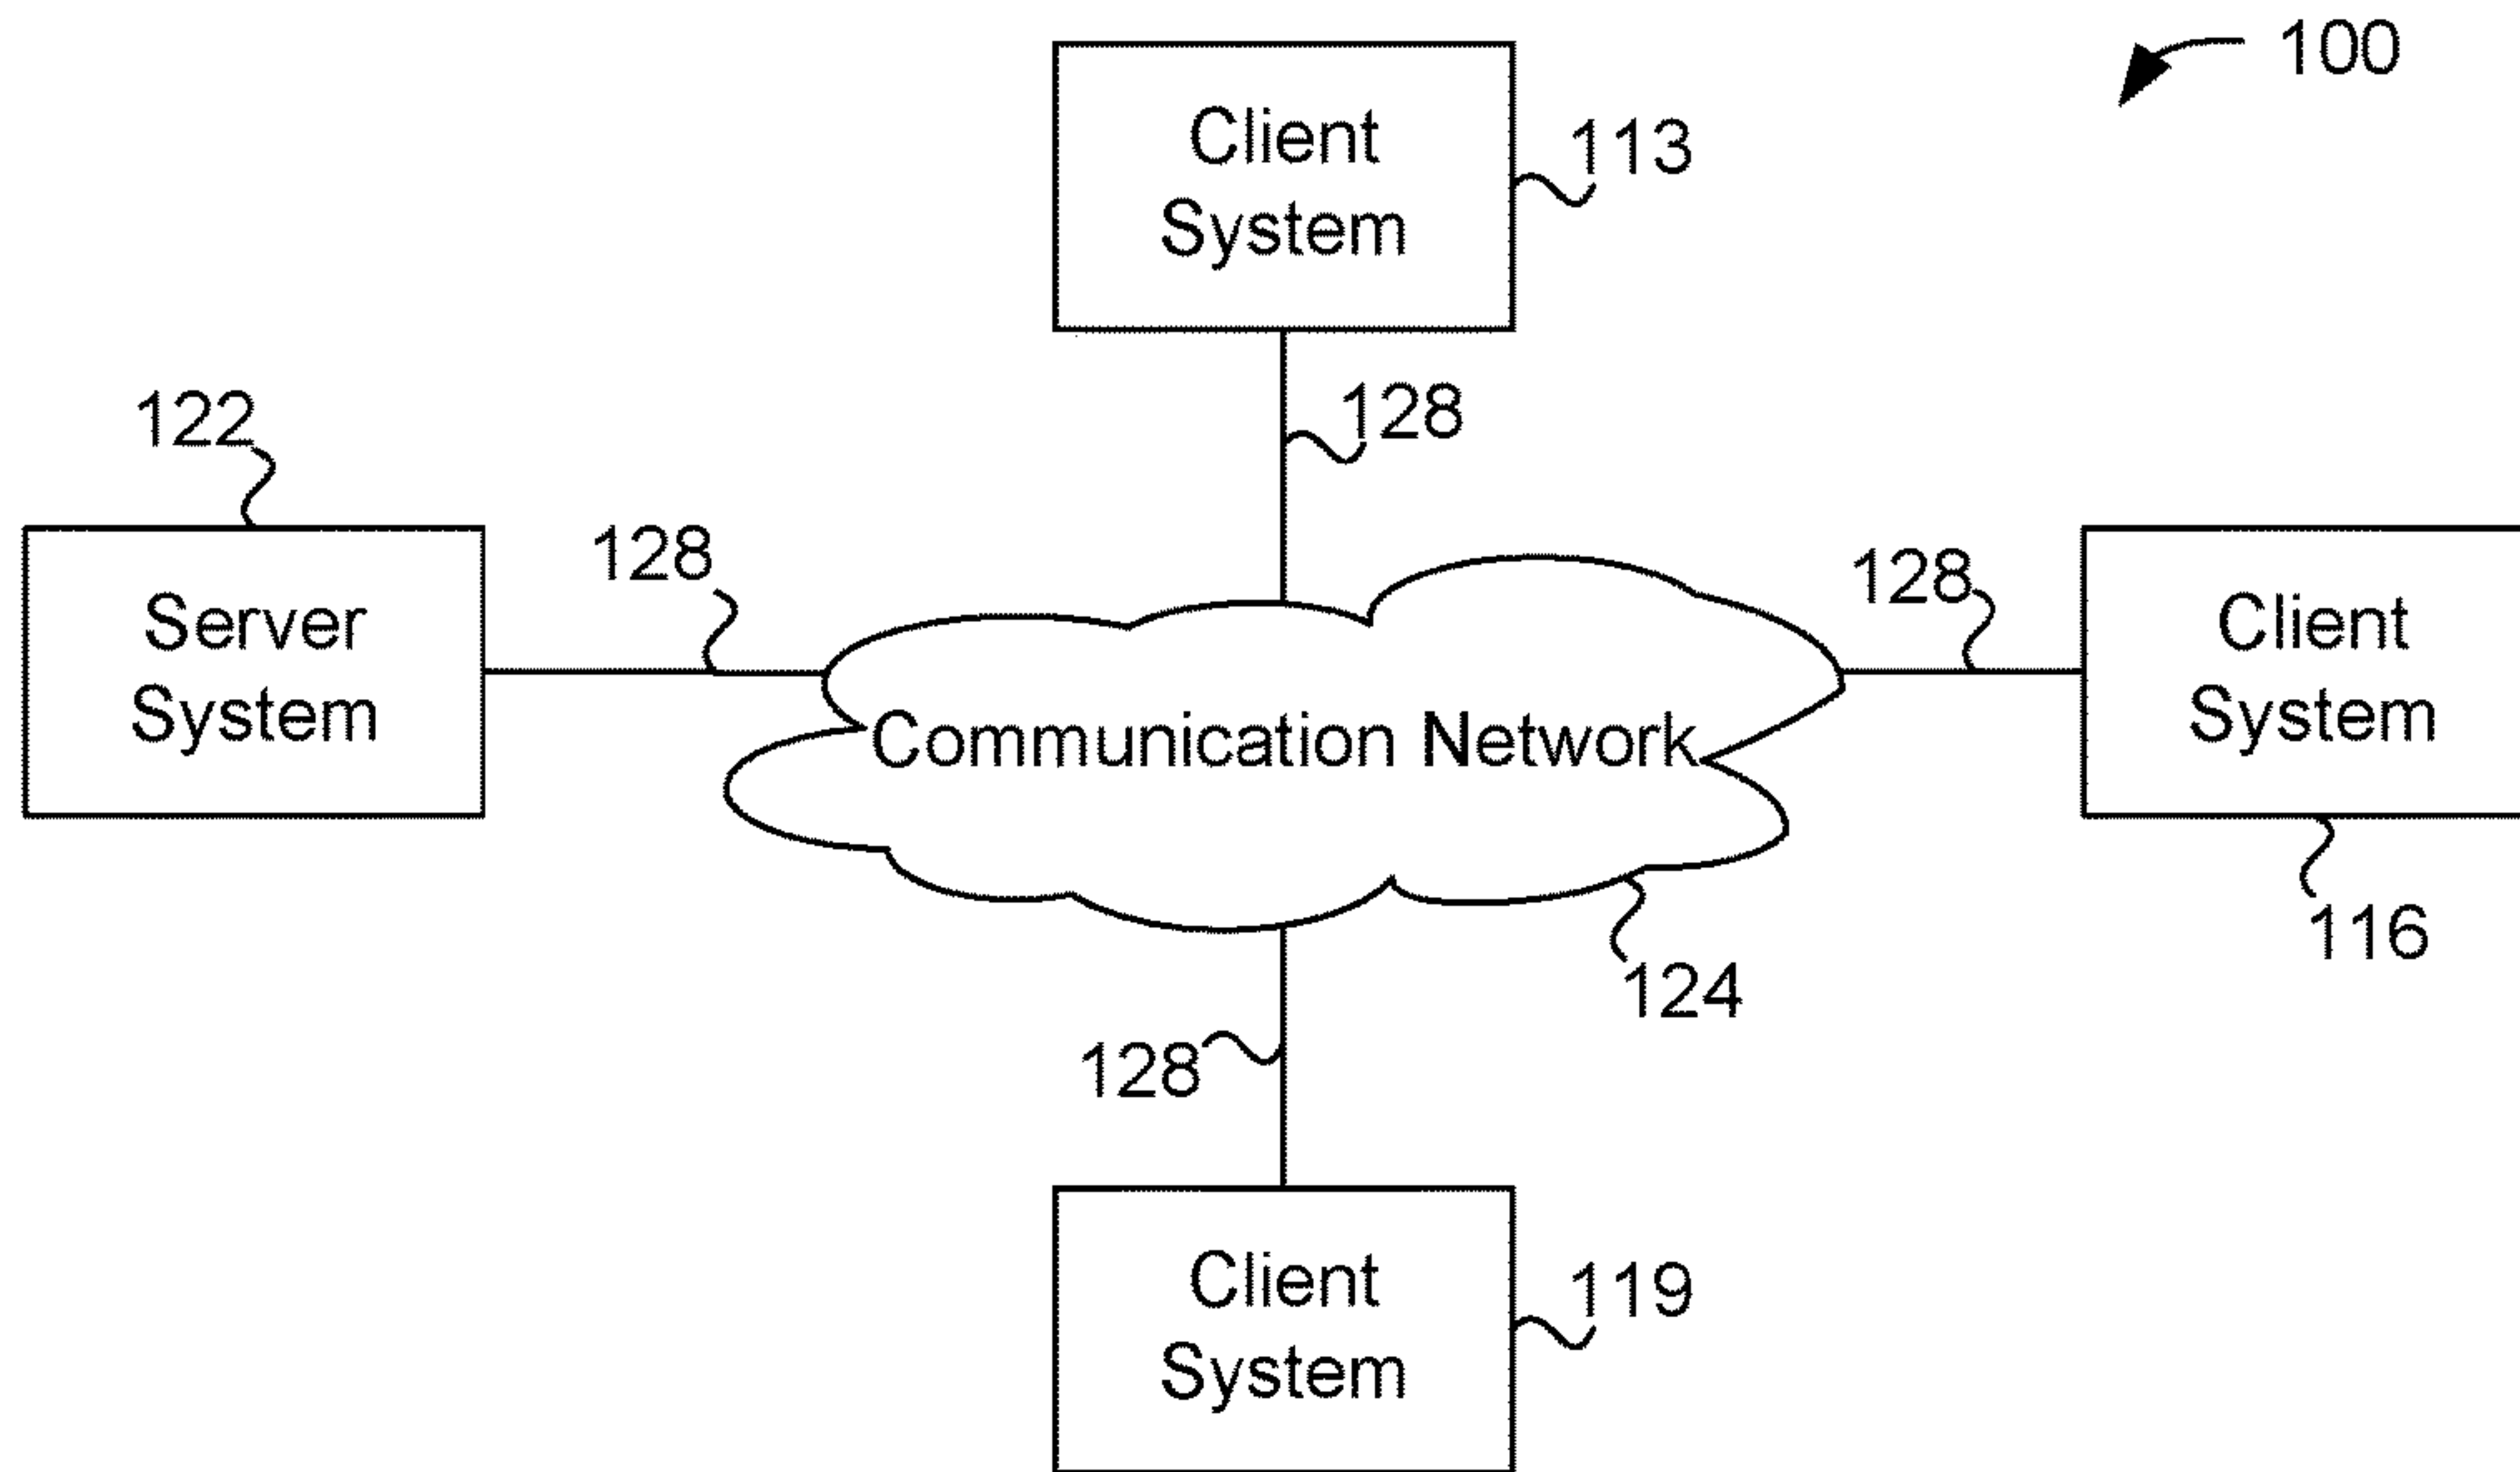 100
Client
System
113
128
122
128
128
Server
System
Client
System
Communication Network
116
124
128
Client
System
119